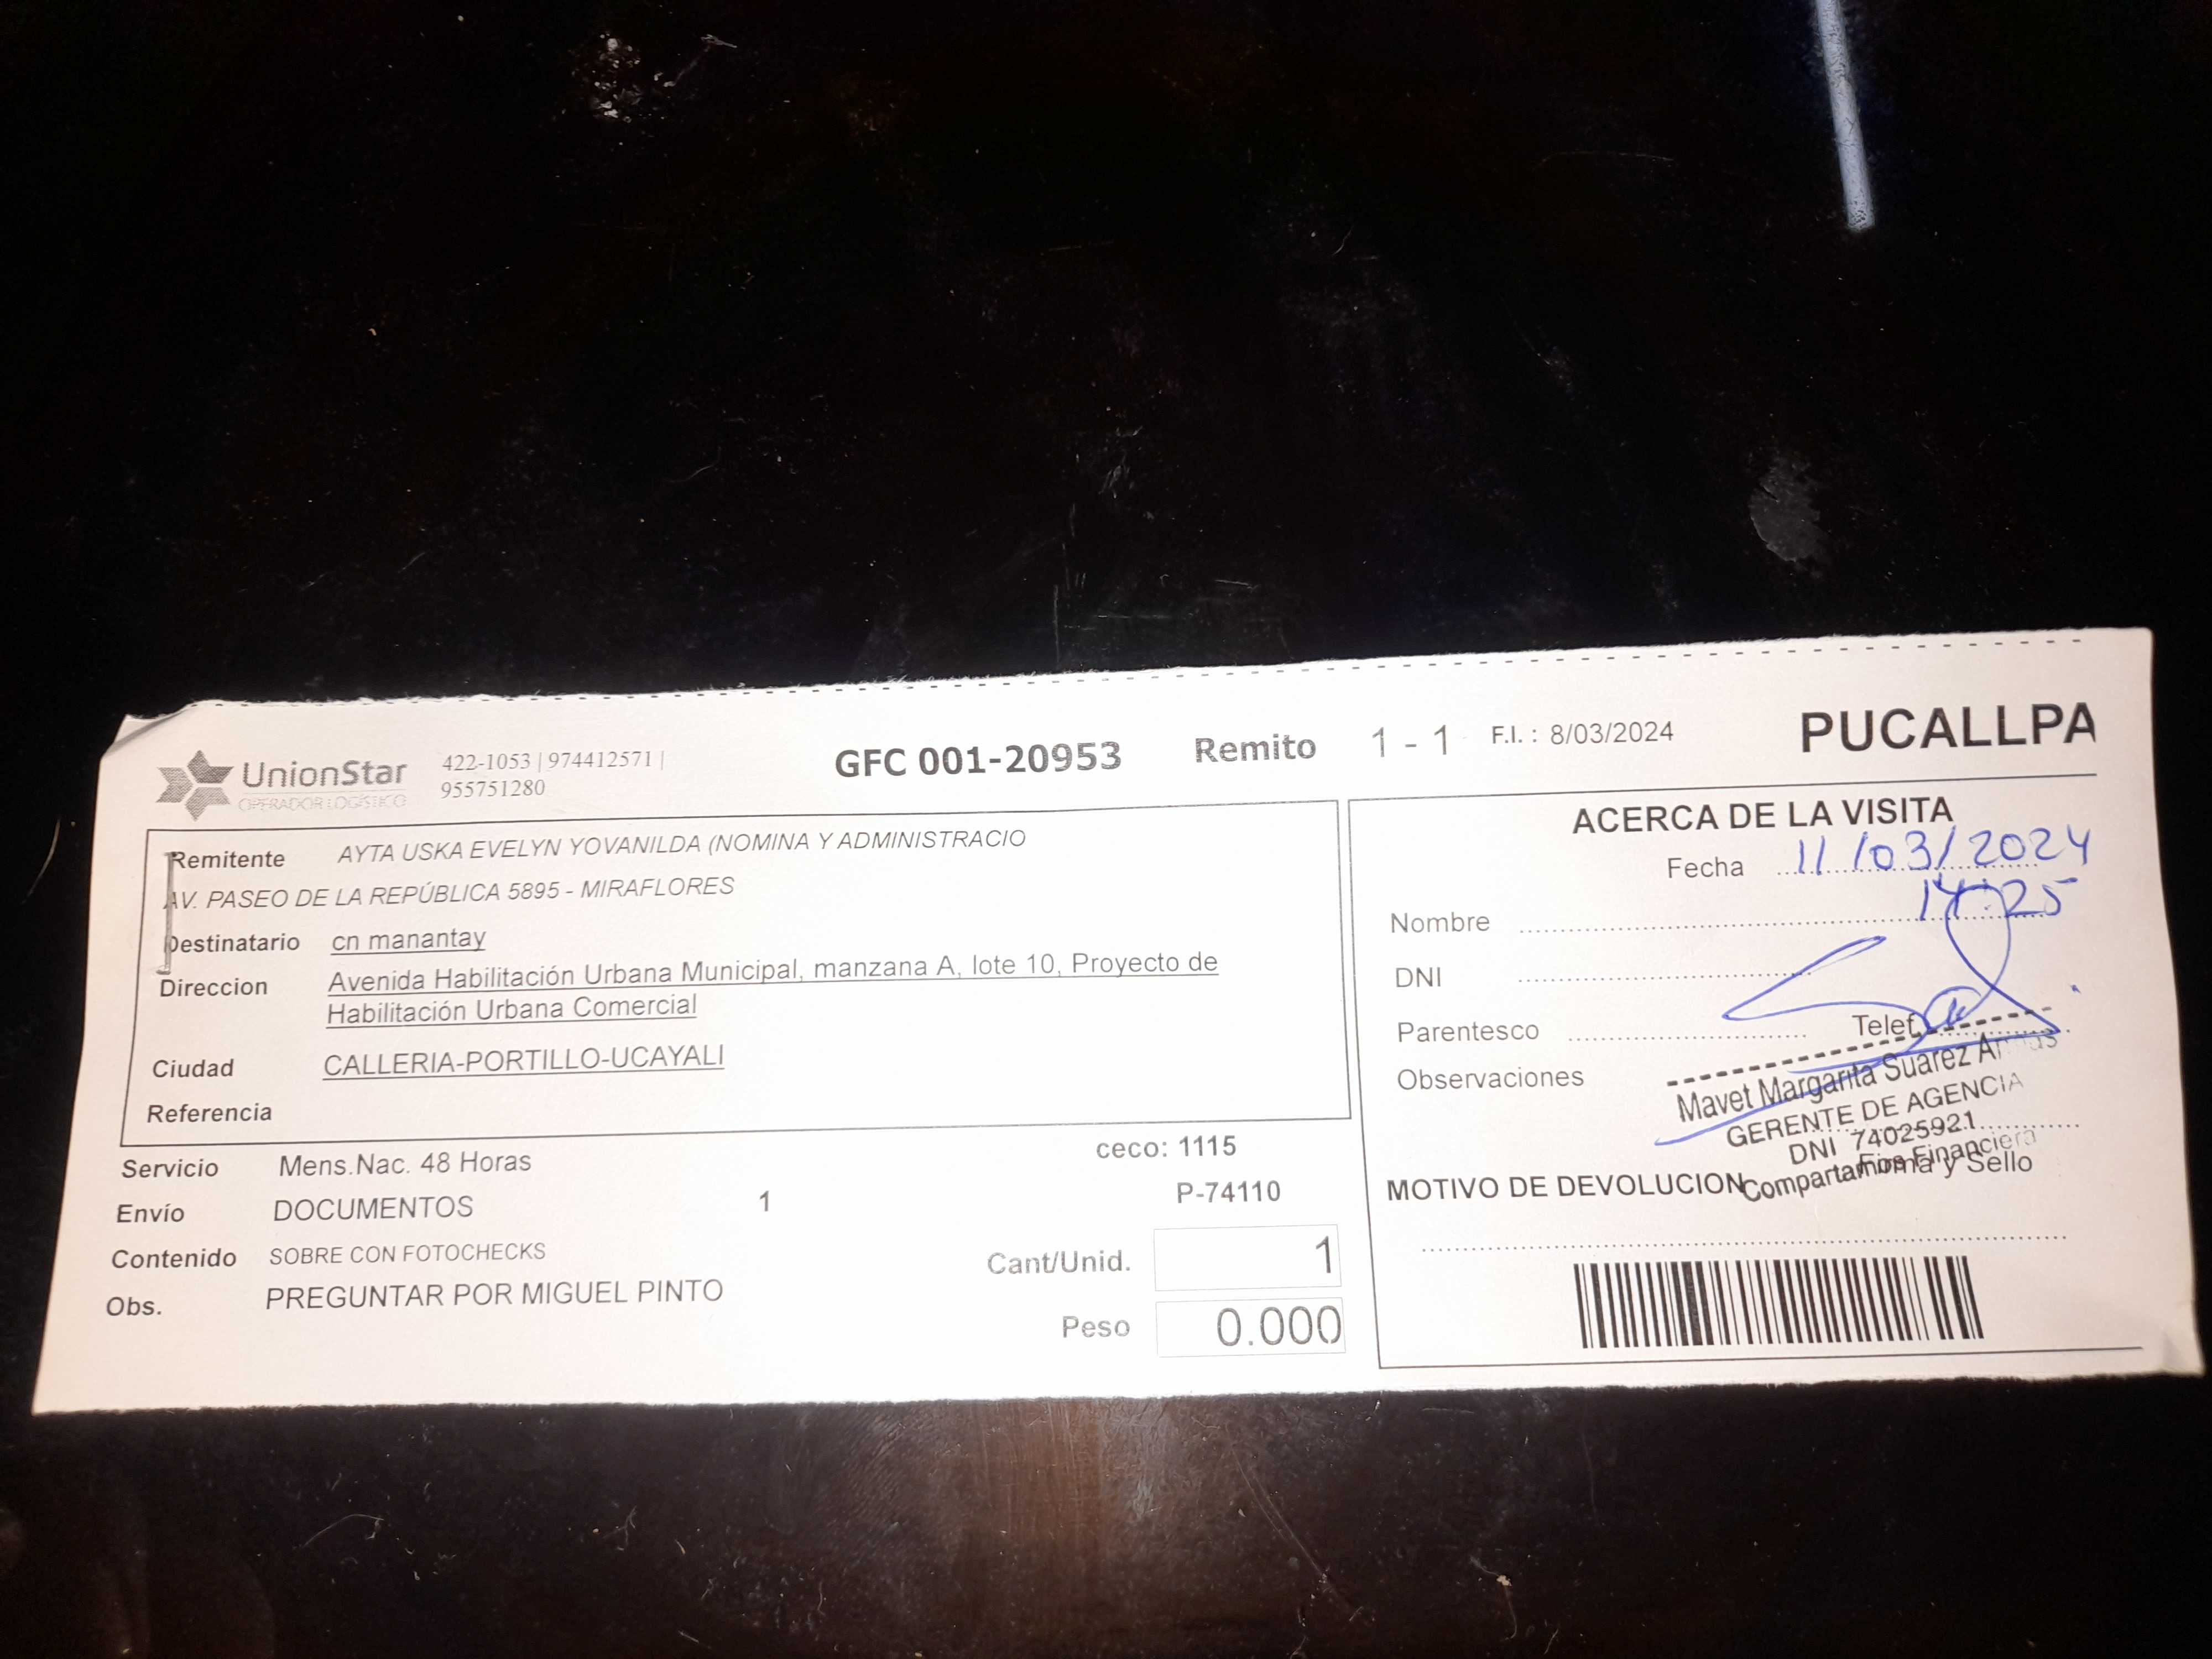 UnionStar
OPERADOR LOGÍSTICO
422-1053 | 974412571 |
955751280
GFC 001-20953
Remito 1 - 1
F.I. : 8/03/2024
PUCALLPA
Remitente AYTA USKA EVELYN YOVANILDA (NOMINA Y ADMINISTRACIO
AV. PASEO DE LA REPÚBLICA 5895 - MIRAFLORES
Destinatario cn manantay
Direccion Avenida Habilitación Urbana Municipal, manzana A, lote 10, Proyecto de
Habilitación Urbana Comercial
Ciudad CALLERIA-PORTILLO-UCAYALI
Referencia
Servicio Mens.Nac. 48 Horas
ceco: 1115
Envío DOCUMENTOS 1
P-74110
Contenido SOBRE CON FOTOCHECKS
Cant/Unid. 1
Obs. PREGUNTAR POR MIGUEL PINTO
Peso 0.000
ACERCA DE LA VISITA
Fecha 11/03/2024
14:25
Nombre
DNI
Parentesco Telef.
Observaciones
Mavet Margarita Suarez
GERENTE DE AGENCIA
DNI 74025921
Compartamos Financiera
Firma y Sello
MOTIVO DE DEVOLUCION